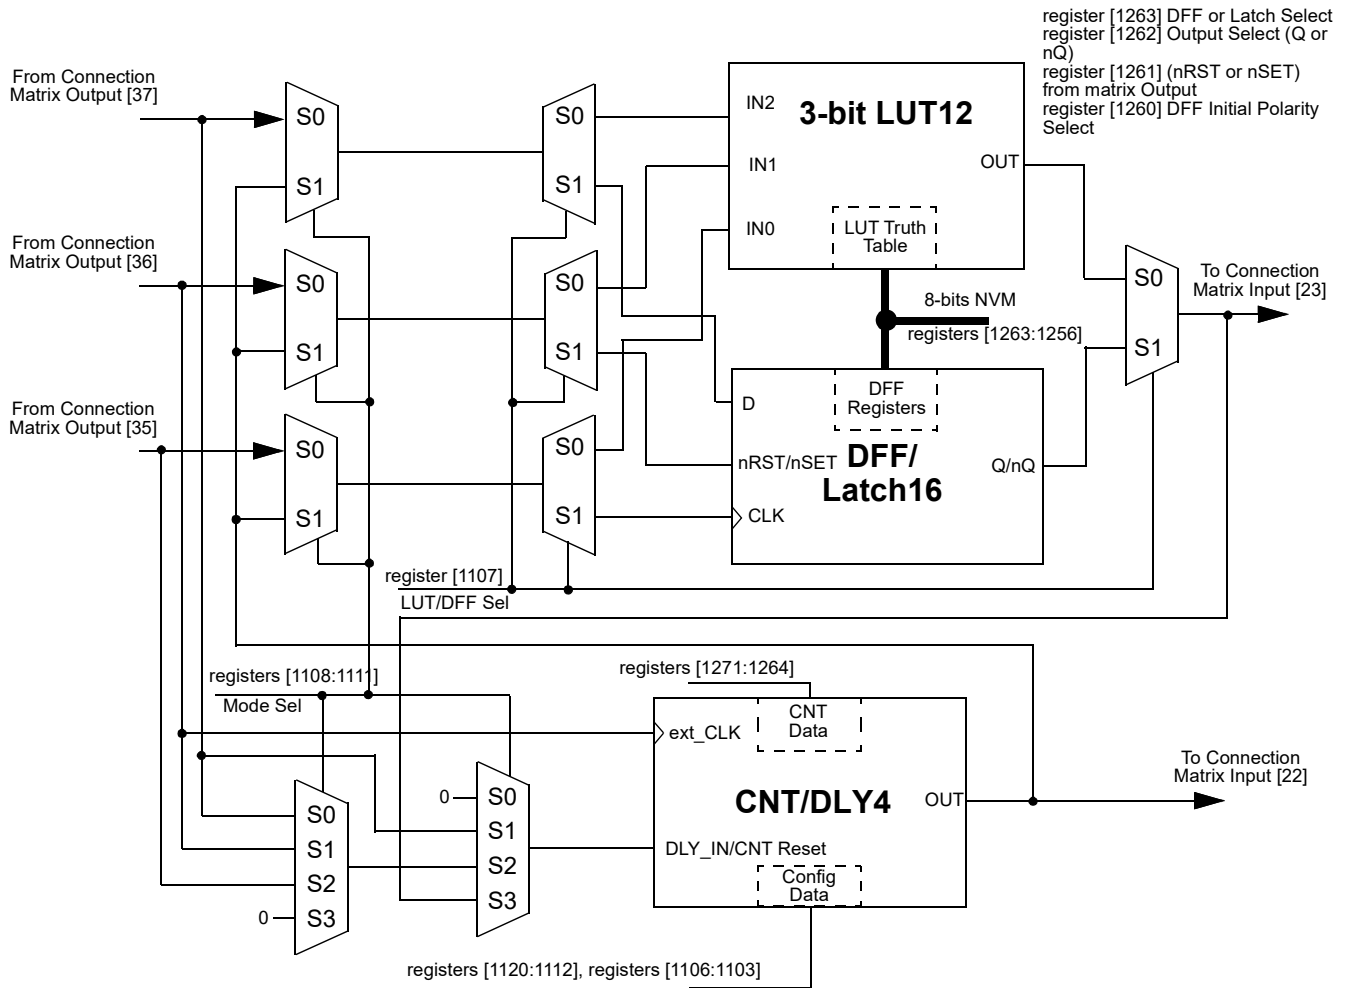 register [1263] DFF or Latch Select
register [1262] Output Select (Q or
nQ)
register [1261] (nRST or nSET)
from matrix Output
register [1260] DFF Initial Polarity
Select
From Connection
Matrix Output [37]
S0
S1
S0
S1
IN2
3-bit LUT12
IN1
IN0
OUT
LUT Truth
Table
From Connection
Matrix Output [36]
S0
S1
S0
S1
8-bits NVM
registers [1263:1256]
S0
S1
To Connection
Matrix Input [23]
From Connection
Matrix Output [35]
S0
S1
S0
S1
D
DFF
Registers
nRST/nSET
DFF/
Latch16
Q/nQ
CLK
register [1107]
LUT/DFF Sel
registers [1108:1111]
Mode Sel
registers [1271:1264]
CNT
Data
ext_CLK
CNT/DLY4
OUT
To Connection
Matrix Input [22]
DLY_IN/CNT Reset
Config
Data
S0
S1
S2
0
S3
0
S0
S1
S2
S3
registers [1120:1112], registers [1106:1103]